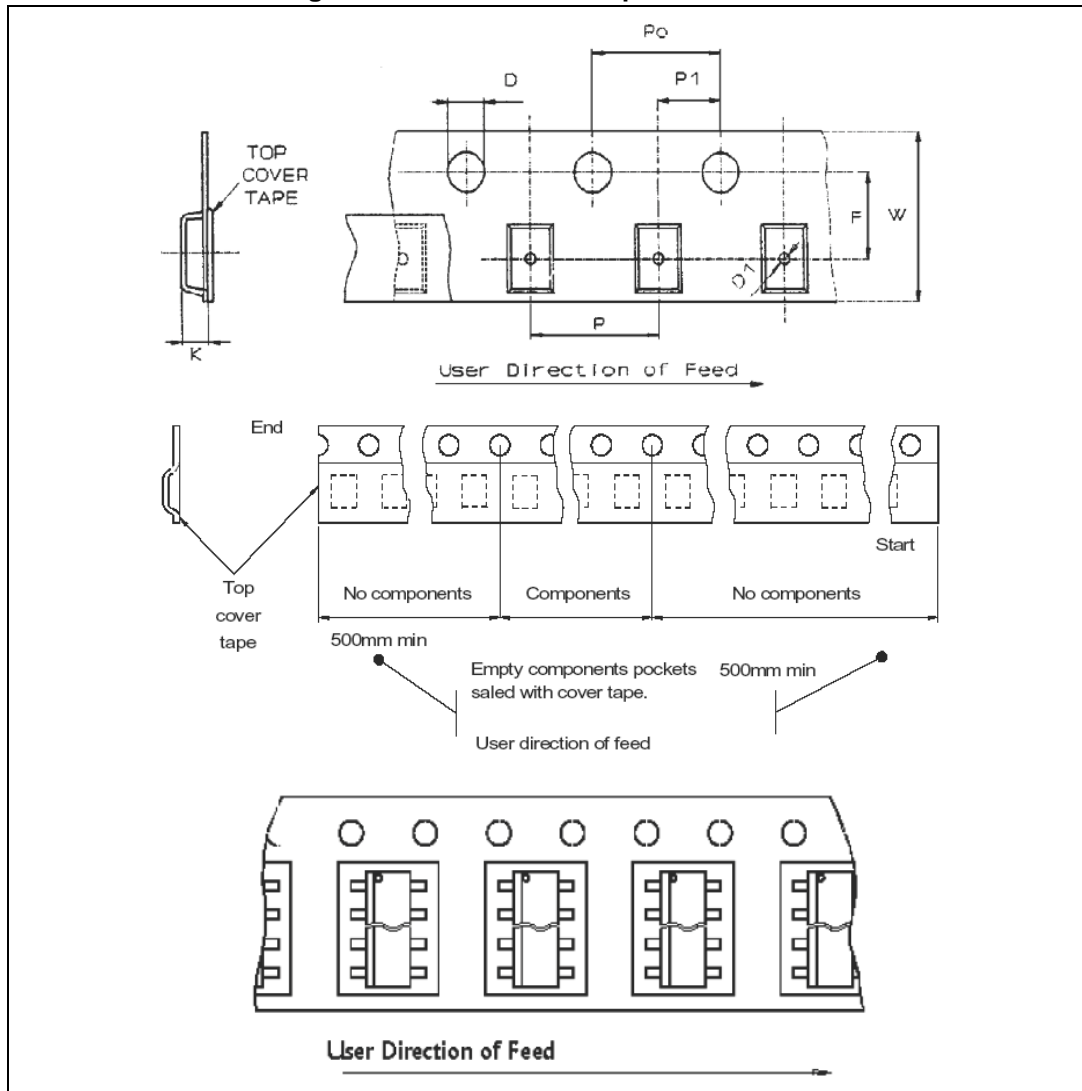 Po
D
P1
TOP
COVER
TAPE
F
W
D1
P
K
User Direction of Feed
End
Start
Top
cover
tape
No components
Components
No components
500mm min
Empty components pockets
saled with cover tape.
500mm min
User direction of feed
User Direction of Feed